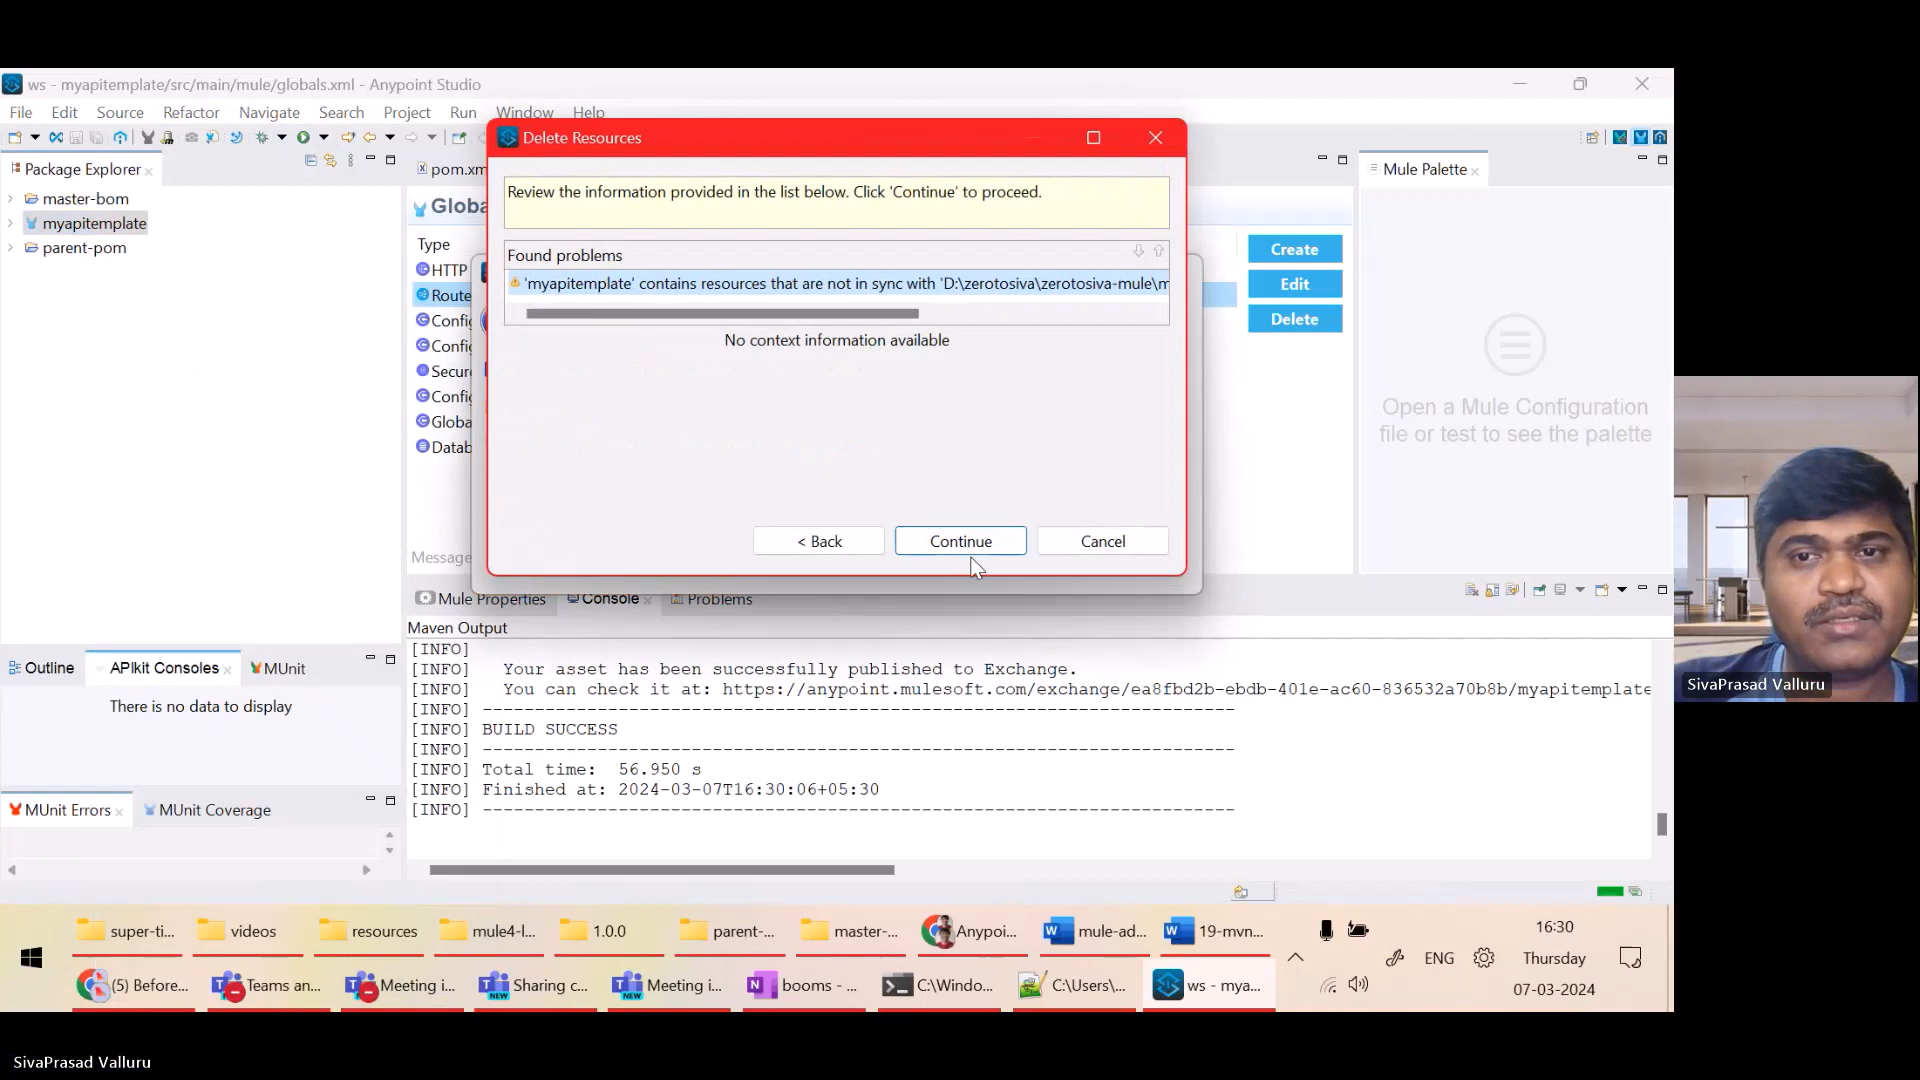 ws - myapitemplate/src/main/mule/globals.xml - Anypoint Studio
File Edit Source Refactor Navigate Search Project Run Window Help
Delete Resources
Package Explorer
pom.xm
Mule Palette
master-bom
myapitemplate
parent-pom
Review the information provided in the list below. Click 'Continue' to proceed.
Globa
Type
HTTP
Route
Config
Confi
Secur
Confi
Globa
Datab
Found problems
'myapitemplate' contains resources that are not in sync with 'D:\zerotosiva\zerotosiva-mule\m
No context information available
Create
Edit
Delete
Open a Mule Configuration
file or test to see the palette
< Back Continue Cancel
Message
Mule Properties Console Problems
Maven Output
[INFO]
[INFO] Your asset has been successfully published to Exchange.
[INFO] You can check it at: https://anypoint.mulesoft.com/exchange/ea8fbd2b-ebdb-401e-ac60-836532a70b8b/myapitemplate
[INFO] ------------------------------------------------------------------------
[INFO] BUILD SUCCESS
[INFO] ------------------------------------------------------------------------
[INFO] Total time: 56.950 s
[INFO] Finished at: 2024-03-07T16:30:06+05:30
[INFO] ------------------------------------------------------------------------
Outline APIkit Consoles MUnit
There is no data to display
MUnit Errors MUnit Coverage
SivaPrasad Valluru
super-ti... videos resources mule4-l... 1.0.0 parent-... master-... Anypoi... mule-ad... 19-mvn...
(5) Before... Teams an... Meeting i... Sharing c... Meeting i... booms - ... C:\Windo... C:\Users\... ws - mya...
NEW NEW
ENG
16:30
Thursday
07-03-2024
SivaPrasad Valluru